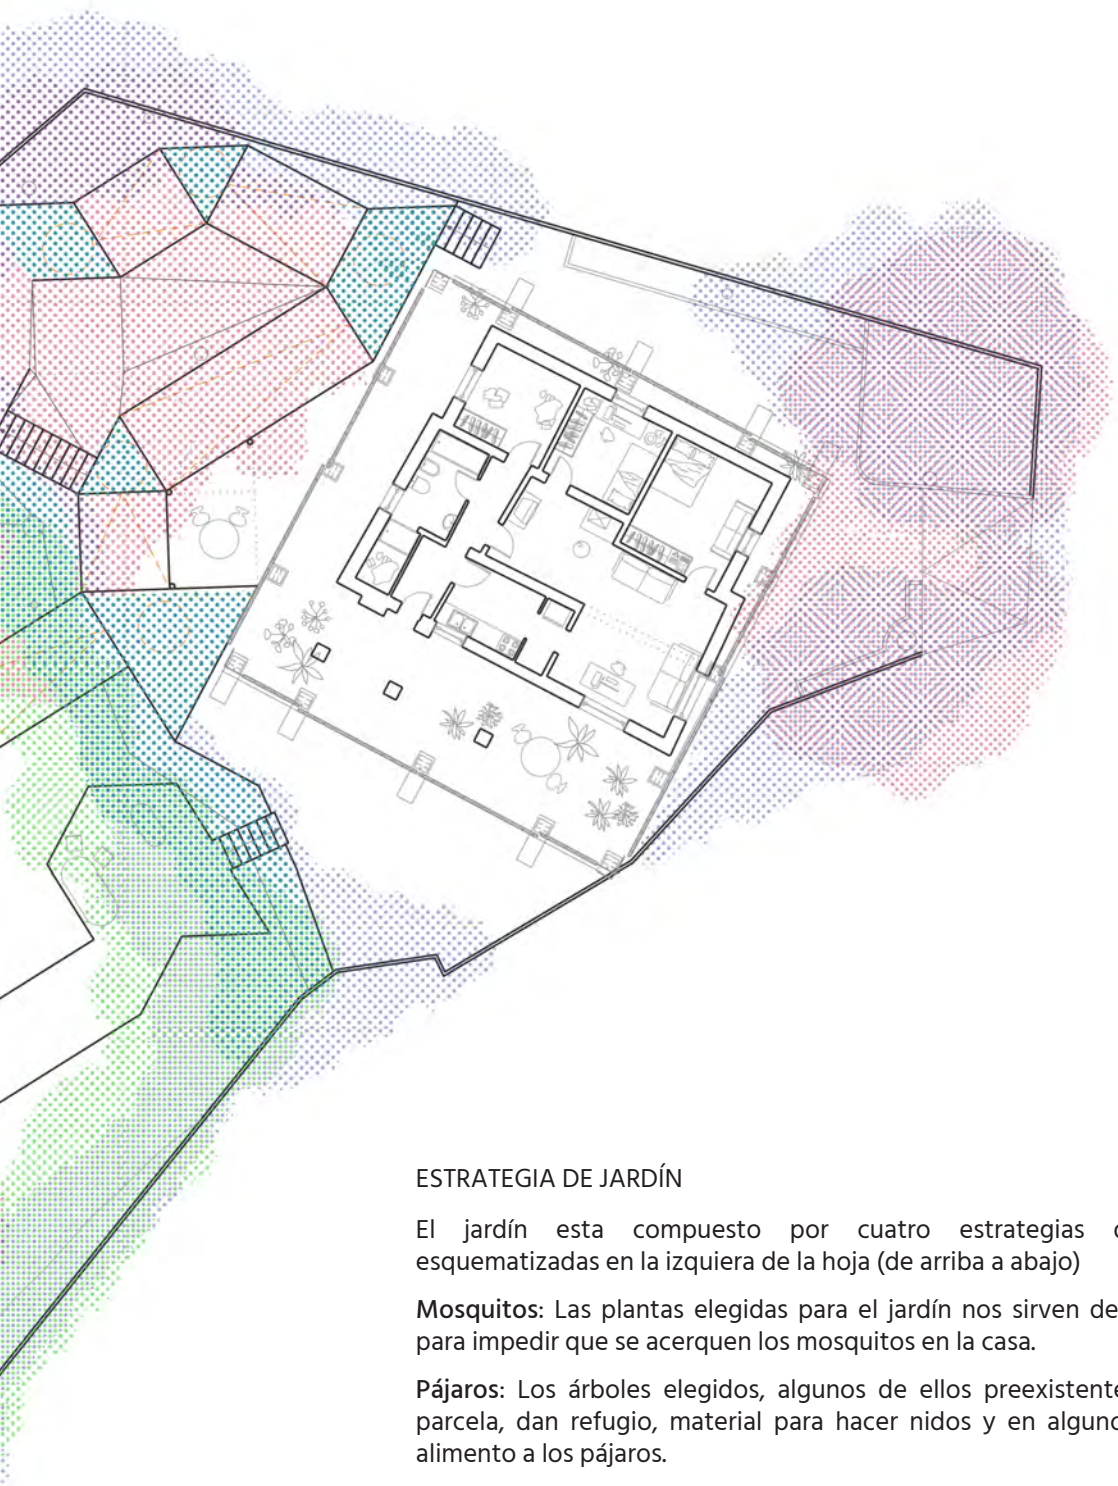 ESTRATEGIA DE JARDÍN
El jardín esta compuesto por cuatro estrategias
esquematizadas en la izquiera de la hoja (de arriba a abajo)
Mosquitos: Las plantas elegidas para el jardín nos sirven de
para impedir que se acerquen los mosquitos en la casa.
Pájaros: Los árboles elegidos, algunos de ellos preexistente
parcela, dan refugio, material para hacer nidos y en alguno
alimento a los pájaros.